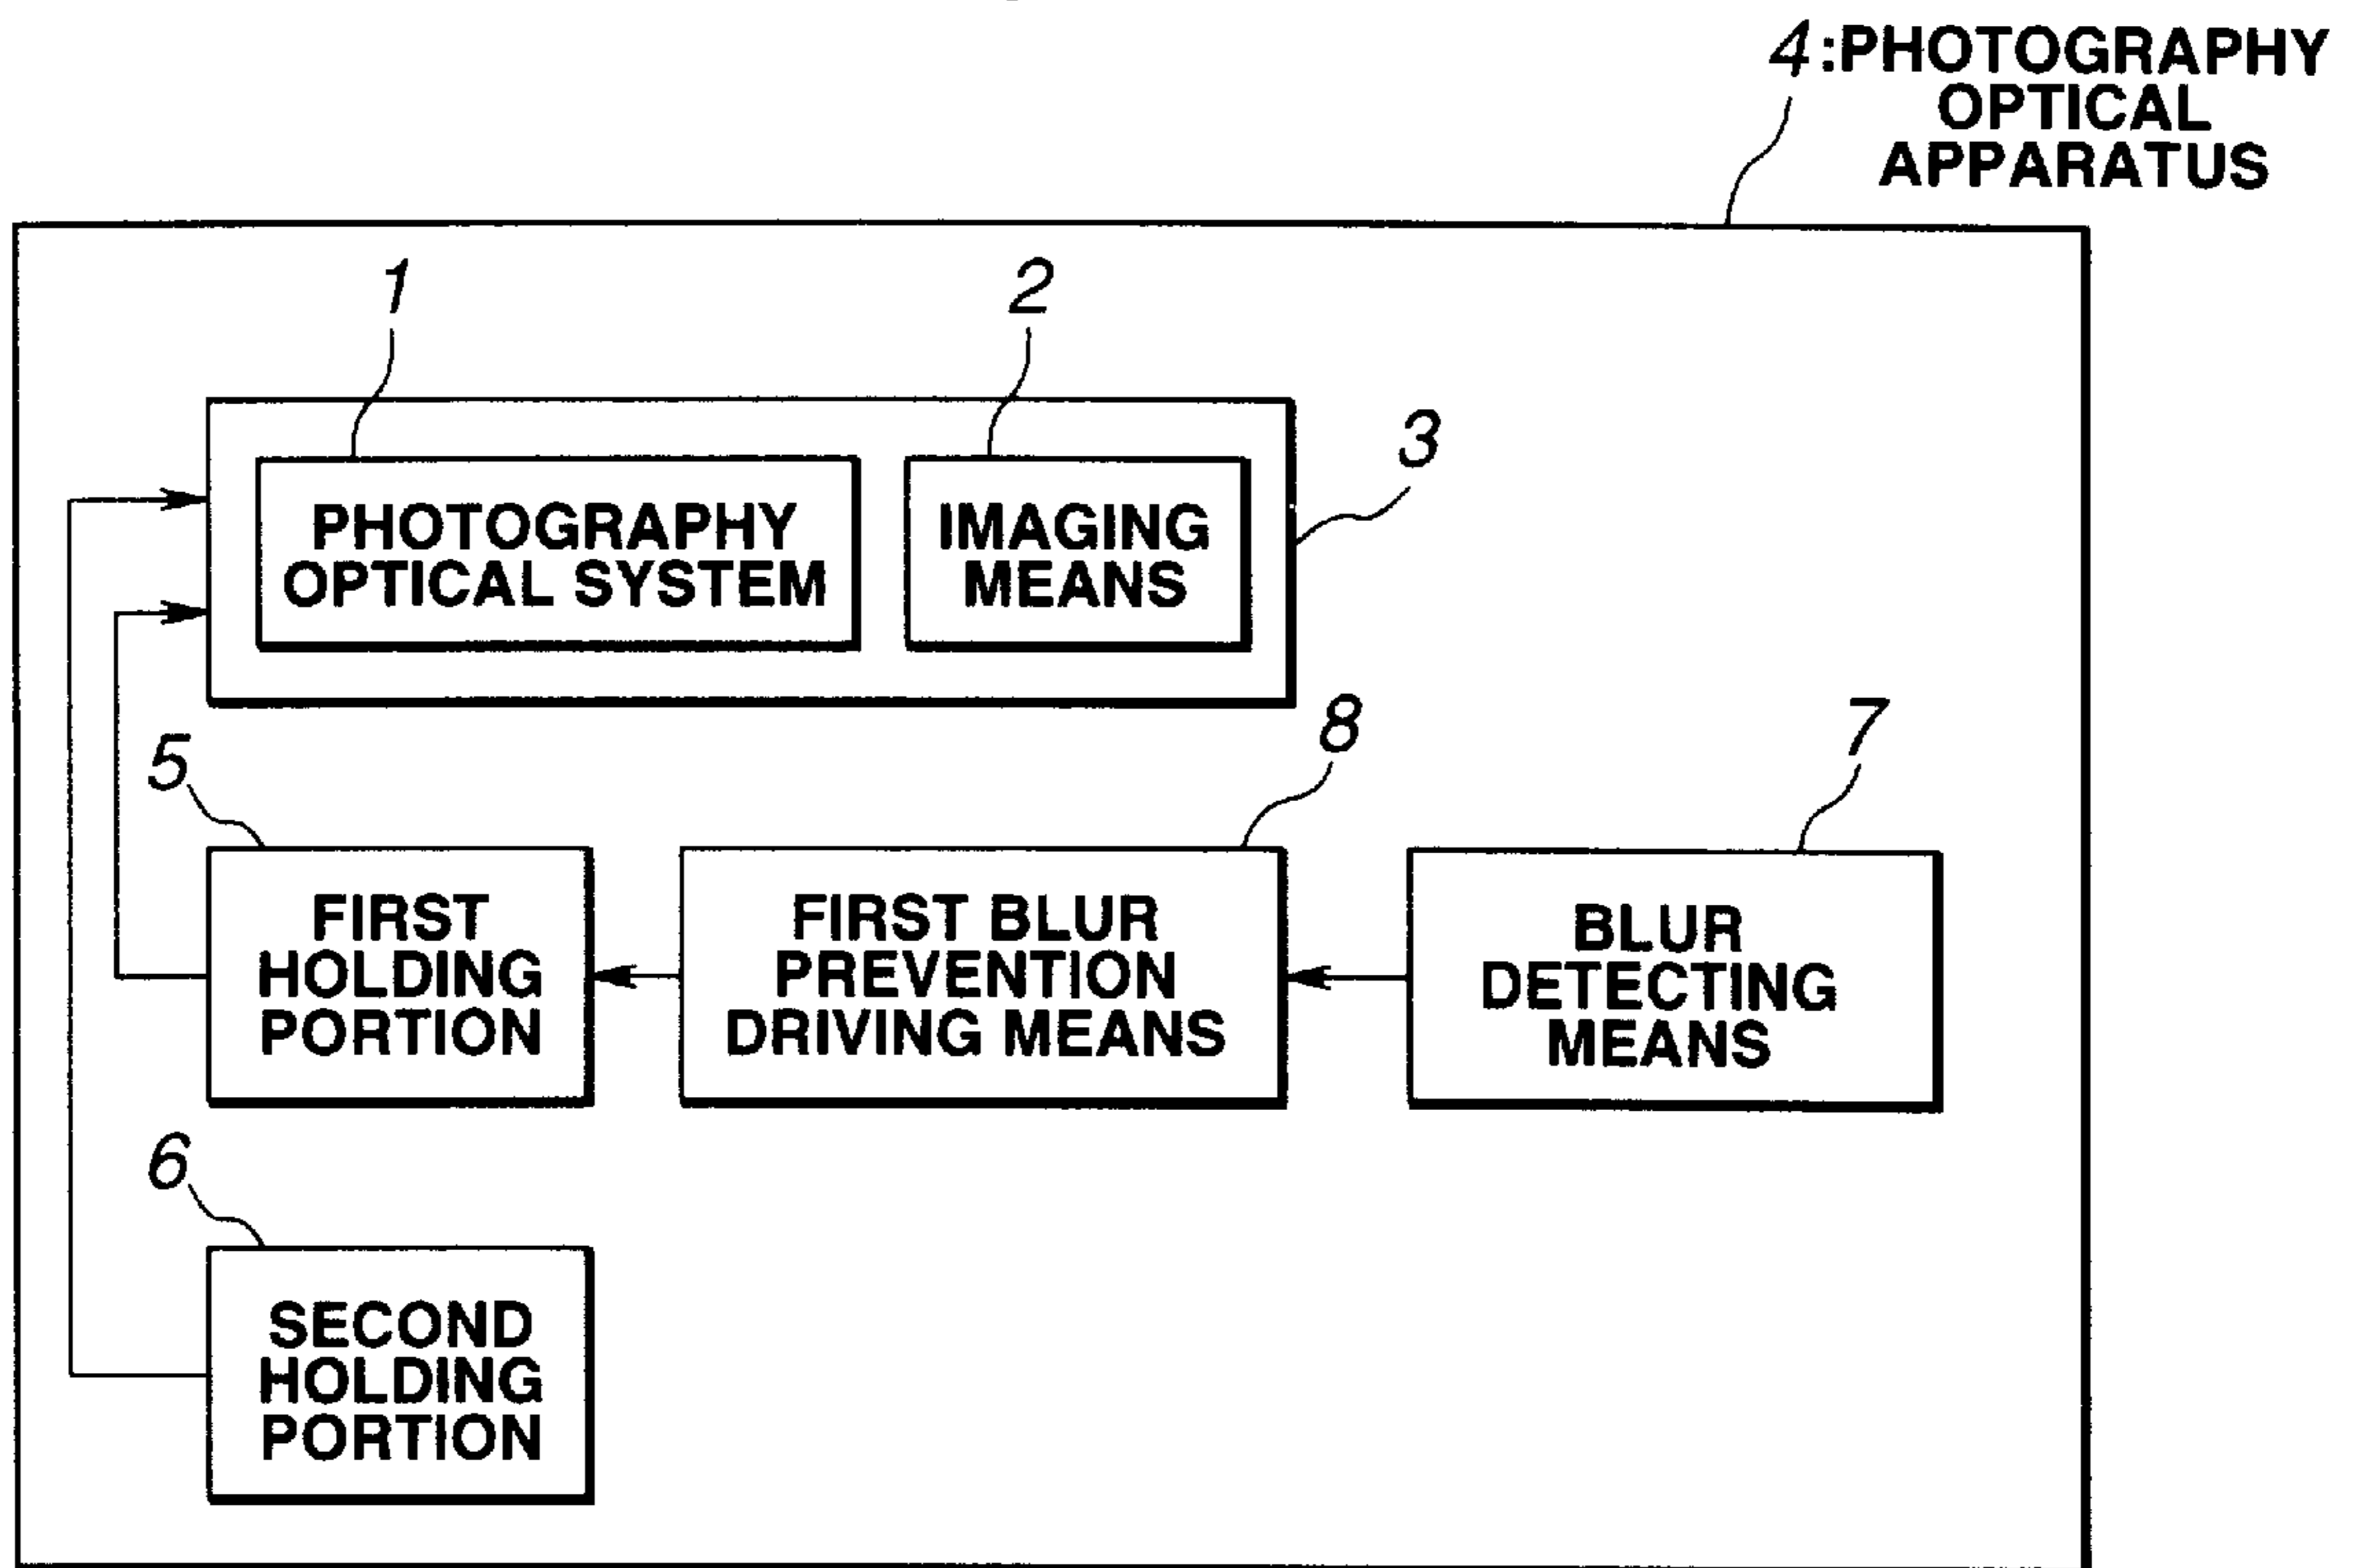 4:PHOTOGRAPHY
OPTICAL
APPARATUS
1
2
3
PHOTOGRAPHY
OPTICAL SYSTEM
IMAGING
MEANS
5
8
7
FIRST
HOLDING
PORTION
FIRST BLUR
PREVENTION
DRIVING MEANS
BLUR
DETECTING
MEANS
6
SECOND
HOLDING
PORTION